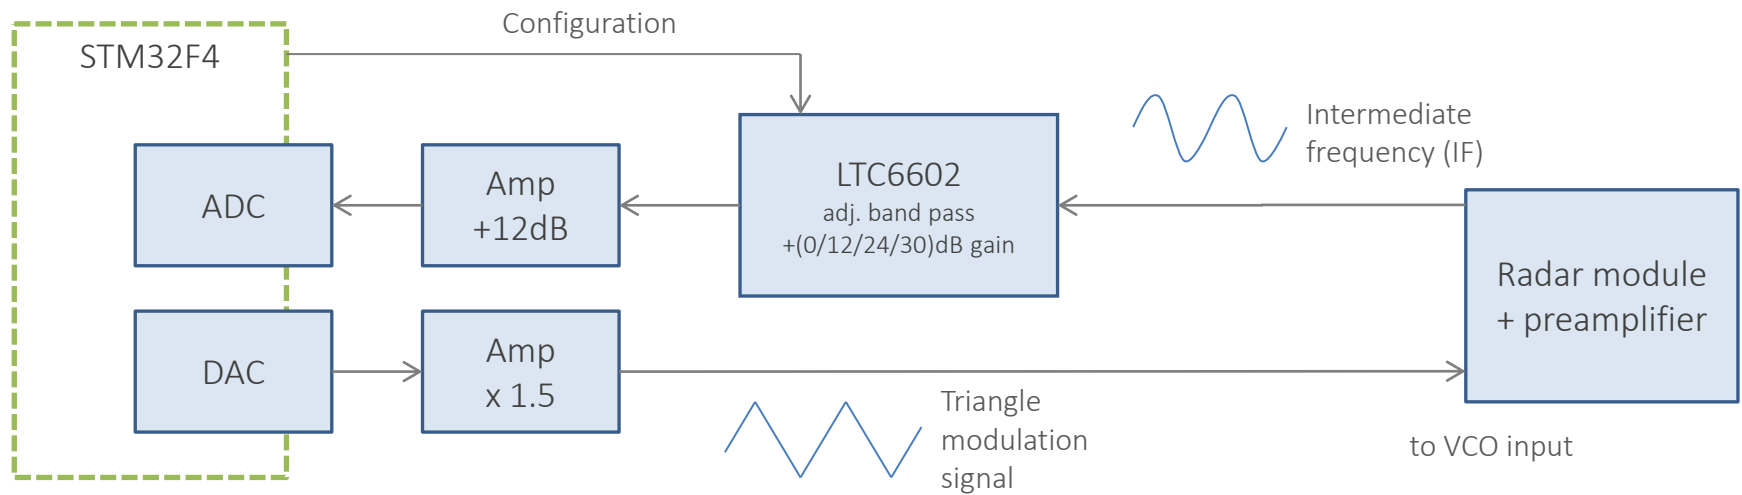 Configuration
STM32F4
Intermediate
frequency (IF)
ADC
Amp
+12dB
LTC6602
adj. band pass
+(0/12/24/30)dB gain
Radar module
+ preamplifier
DAC
Amp
x 1.5
Triangle
modulation
signal
to VCO input